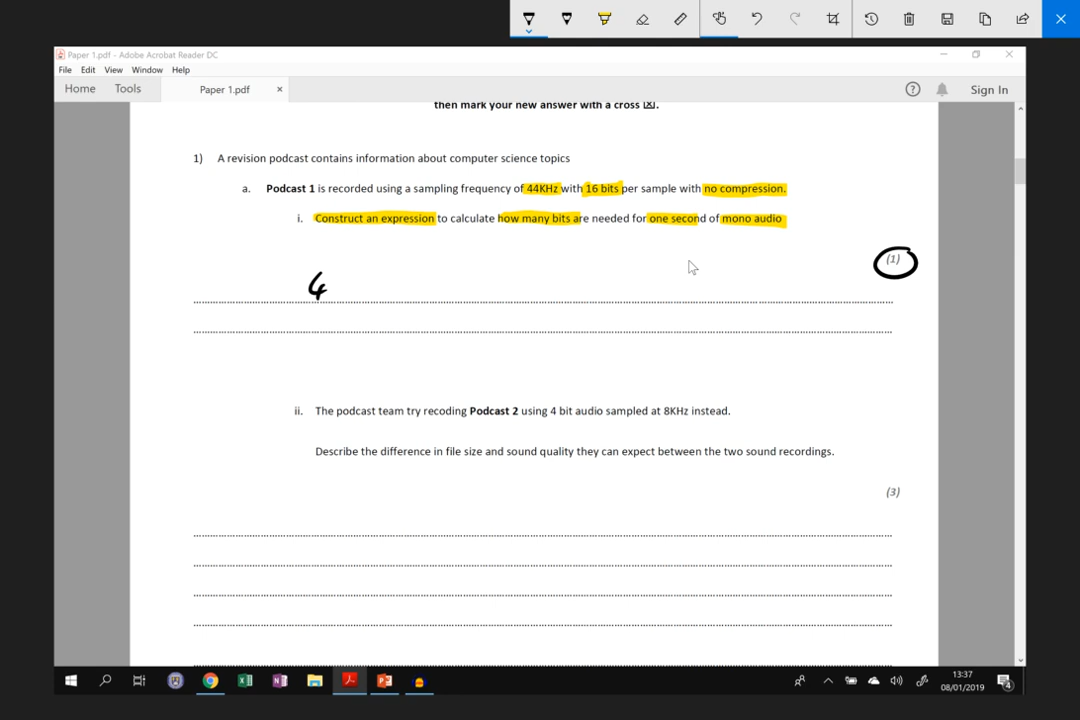 Paper 1.pdf - Adobe Acrobat Reader DC
File Edit View Window Help
Home Tools Paper 1.pdf × Sign In
then mark your new answer with a cross ☒.
1) A revision podcast contains information about computer science topics
a. Podcast 1 is recorded using a sampling frequency of 44KHz with 16 bits per sample with no compression.
i. Construct an expression to calculate how many bits are needed for one second of mono audio
(1)
4
ii. The podcast team try recoding Podcast 2 using 4 bit audio sampled at 8KHz instead.
Describe the difference in file size and sound quality they can expect between the two sound recordings.
(3)
13:37
08/01/2019
4